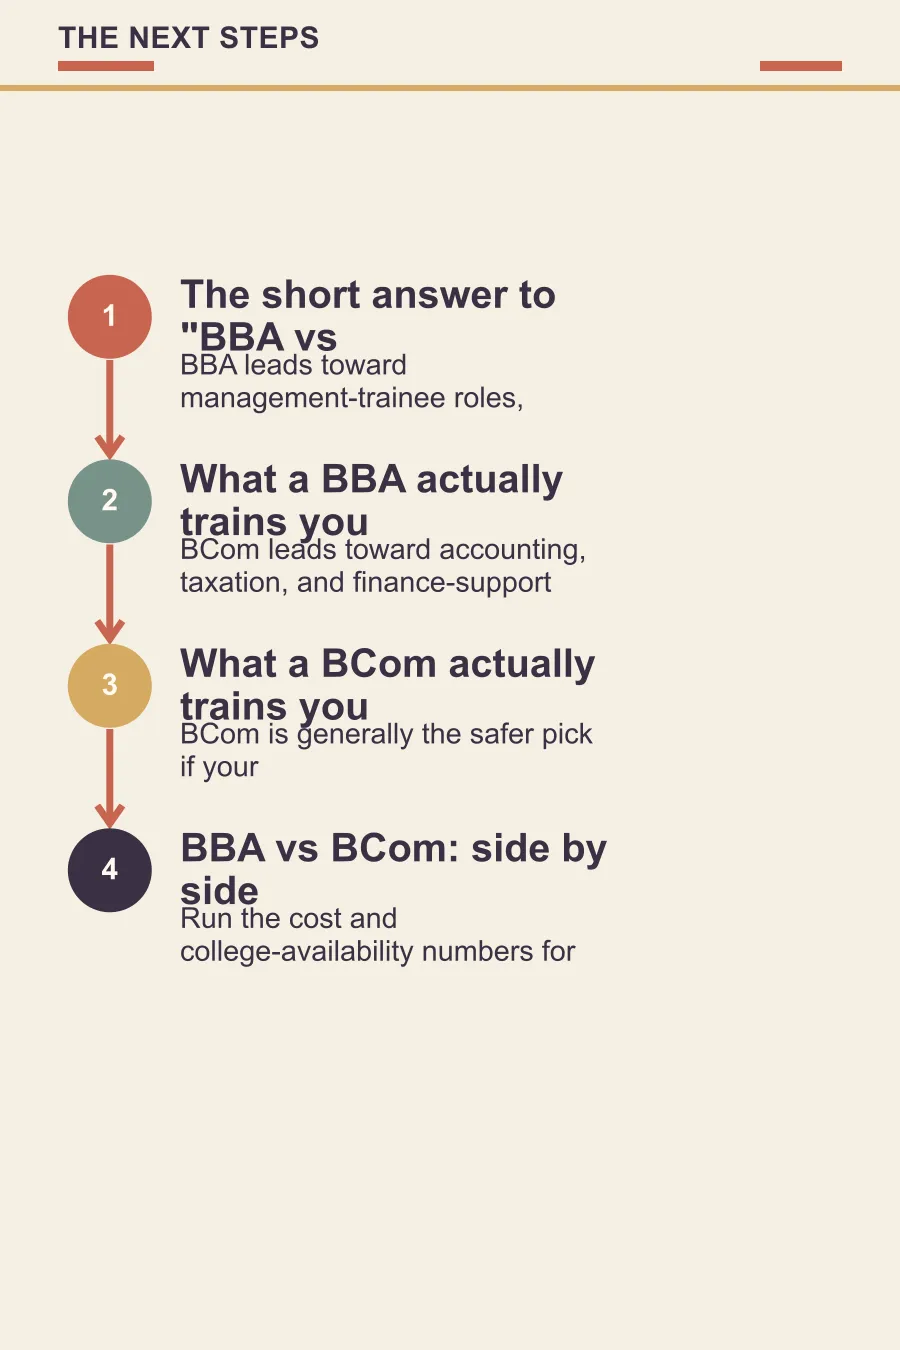 THE NEXT STEPS
1
The short answer to
"BBA vs
BBA leads toward
management-trainee roles,
2
What a BBA actually
trains you
BCom leads toward accounting,
taxation, and finance-support
3
What a BCom actually
trains you
BCom is generally the safer pick
if your
4
BBA vs BCom: side by
side
Run the cost and
college-availability numbers for